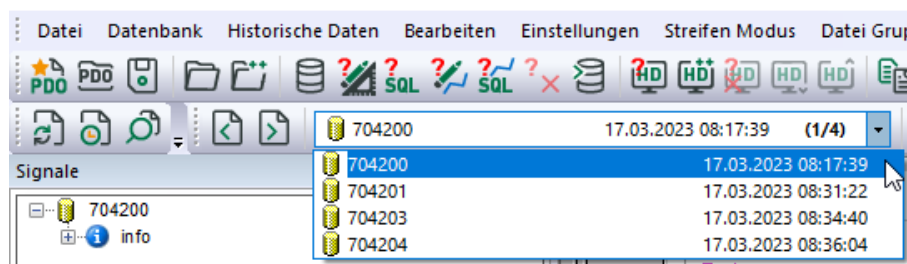 Datei Datenbank Historische Daten Bearbeiten Einstellungen Streifen Modus Datei Grup
PDO PDO ++ ? ? SQL ? ? SQL ? ? HD HD HD HD HD
704200 17.03.2023 08:17:39 (1/4)
Signale
704200 17.03.2023 08:17:39
704201 17.03.2023 08:31:22
704203 17.03.2023 08:34:40
704204 17.03.2023 08:36:04
704200
info